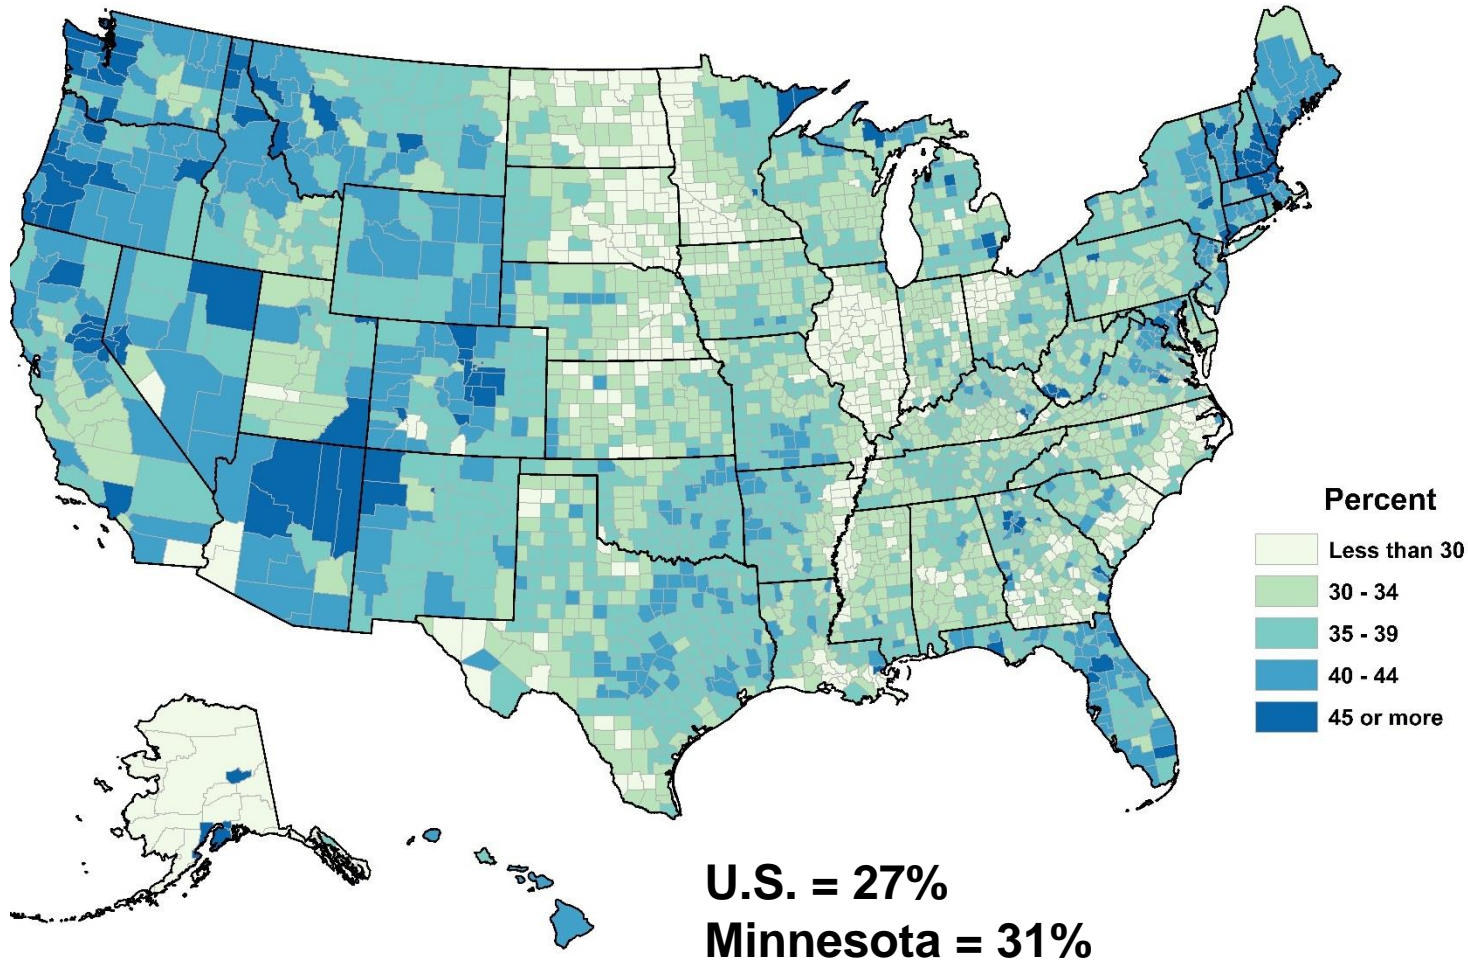 Percent
Less than 30
30 - 34
35 - 39
40 - 44
45 or more
U.S. = 27%
Minnesota = 31%